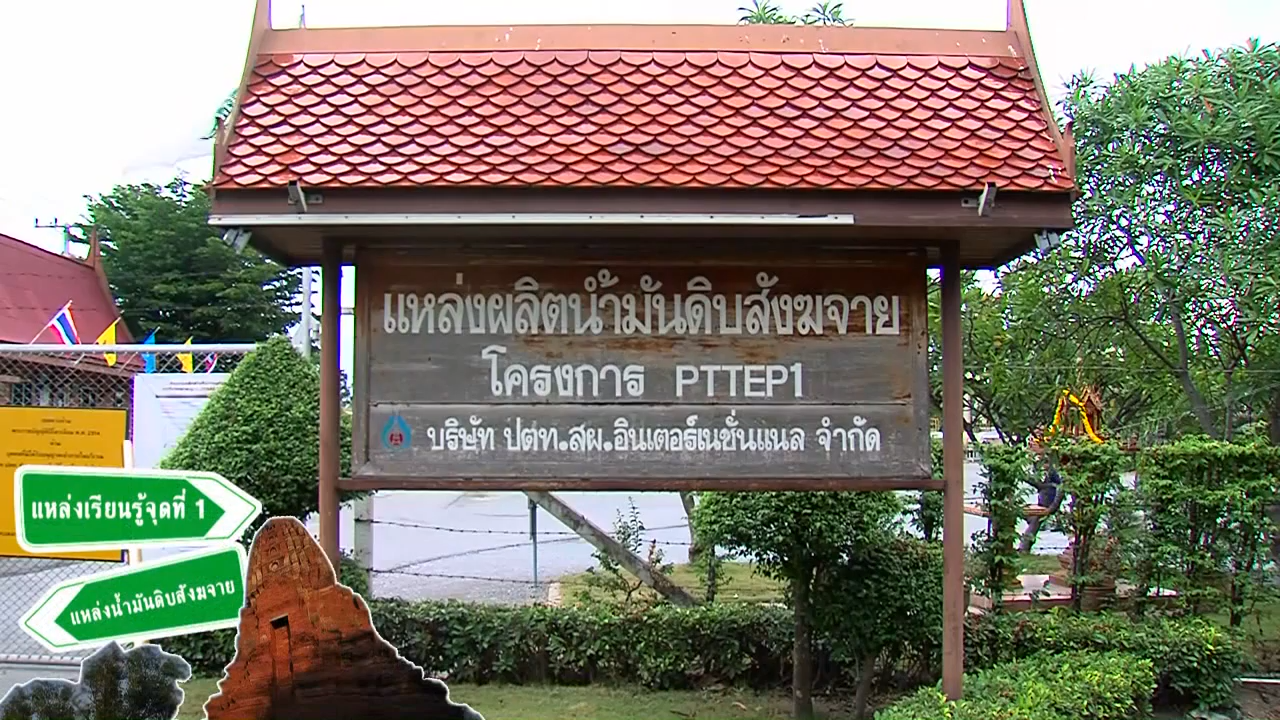 แหล่งผลิตน้ำมันดิบสังฆจาย
โครงการ PTTEP1
บริษัท ปตท.สผ.อินเตอร์เนชั่นแนล จำกัด
แหล่งเรียนรู้จุดที่ 1
แหล่งน้ำมันดิบสังฆจาย